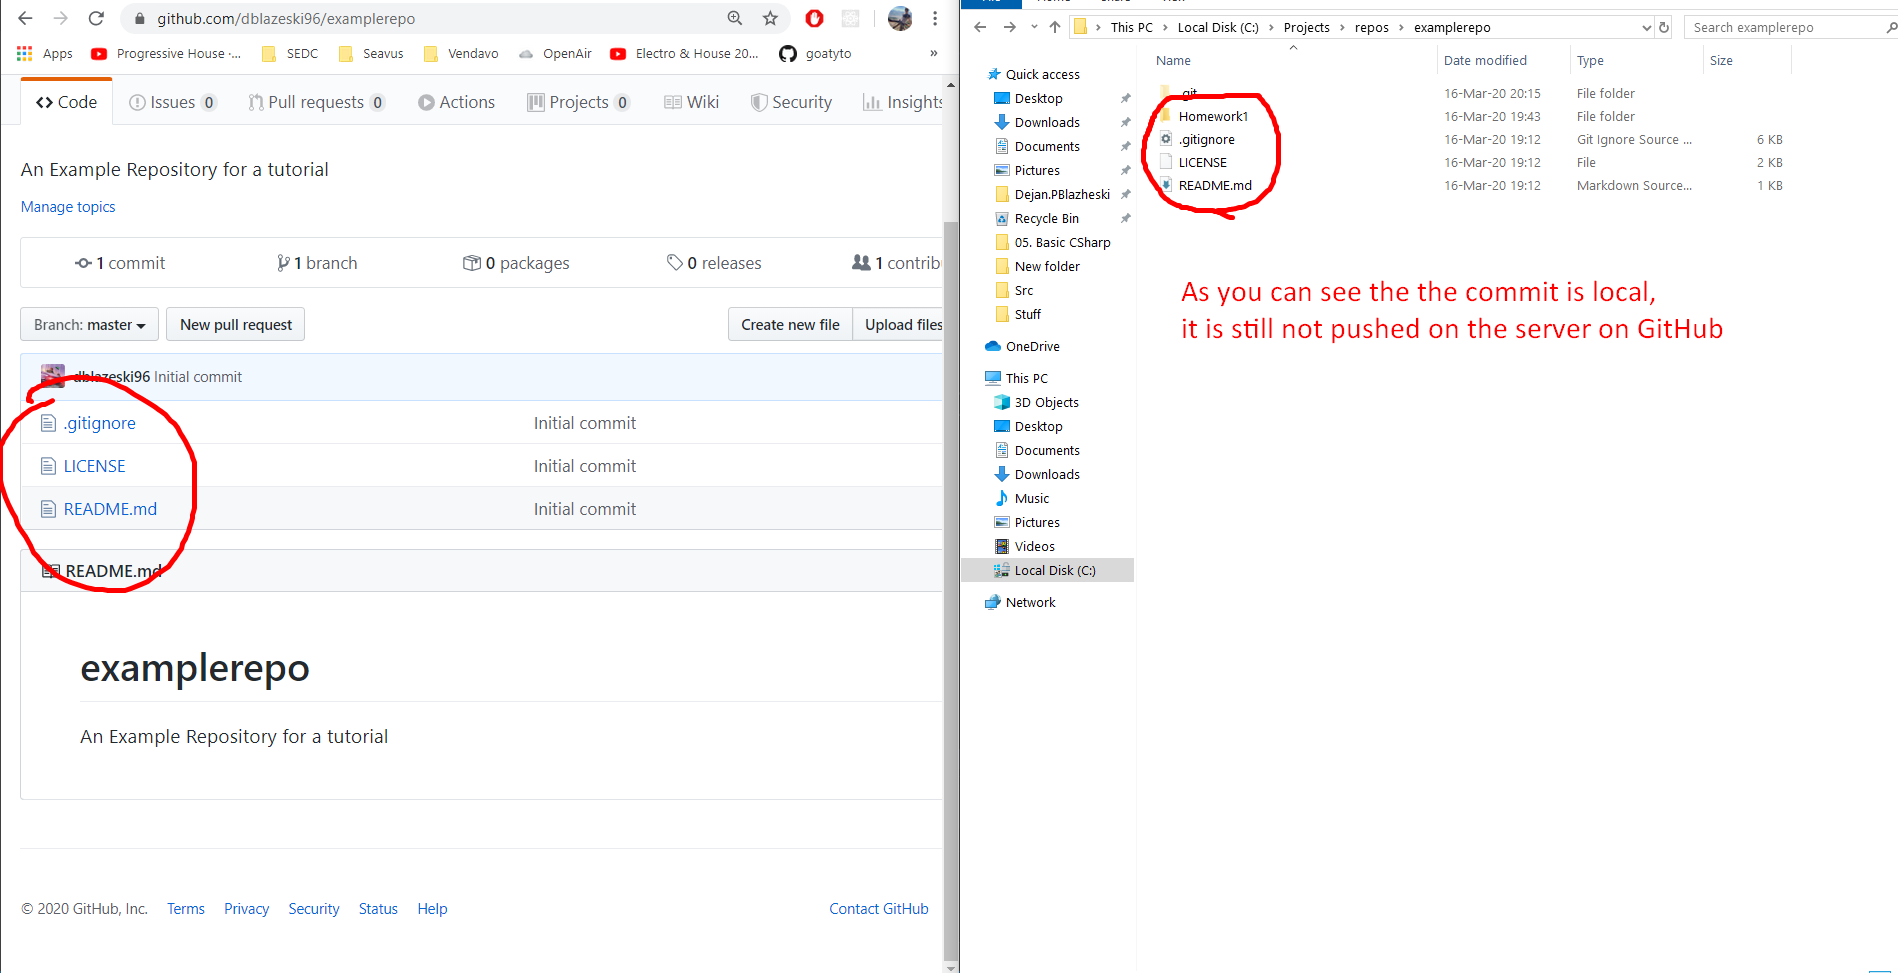 github.com/dblazeski96/examplerepo
Apps Progressive House ·... SEDC Seavus Vendavo OpenAir Electro & House 20... goatyto »
Code Issues 0 Pull requests 0 Actions Projects 0 Wiki Security Insights
An Example Repository for a tutorial
Manage topics
1 commit 1 branch 0 packages 0 releases 1 contrib
Branch: master New pull request Create new file Upload files
dblazeski96 Initial commit
.gitignore Initial commit
LICENSE Initial commit
README.md Initial commit
README.md
examplerepo
An Example Repository for a tutorial
© 2020 GitHub, Inc. Terms Privacy Security Status Help Contact GitHub
This PC > Local Disk (C:) > Projects > repos > examplerepo Search examplerepo
Name Date modified Type Size
.git 16-Mar-20 20:15 File folder
Homework1 16-Mar-20 19:43 File folder
.gitignore 16-Mar-20 19:12 Git Ignore Source ... 6 KB
LICENSE 16-Mar-20 19:12 File 2 KB
README.md 16-Mar-20 19:12 Markdown Source... 1 KB
Quick access
Desktop
Downloads
Documents
Pictures
Dejan.PBlazheski
Recycle Bin
05. Basic CSharp
New folder
Src
Stuff
OneDrive
This PC
3D Objects
Desktop
Documents
Downloads
Music
Pictures
Videos
Local Disk (C:)
Network
As you can see the the commit is local,
it is still not pushed on the server on GitHub